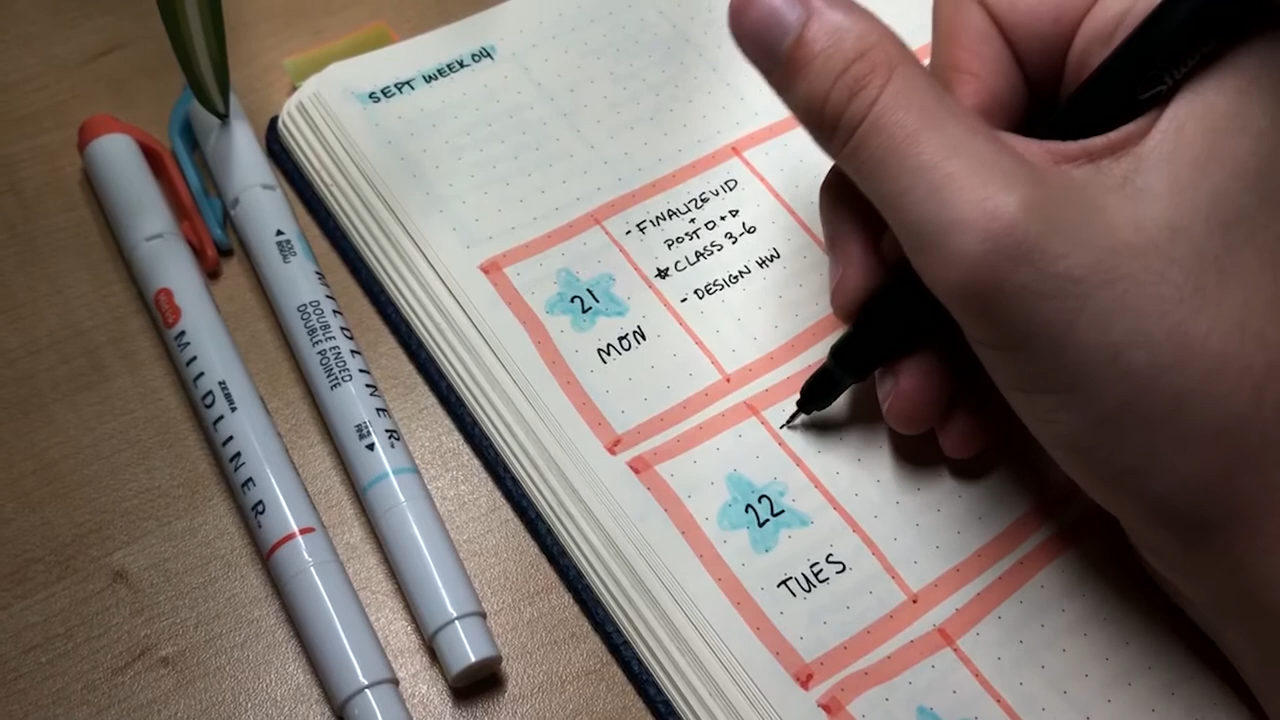 SEPT WEEK 04
- FINALIZE VID
+
POST D.+D
☆ CLASS 3-6
- DESIGN HW
21
MON
22
TUES
ZEBRA
MILDLINER
MILDLINER
DOUBLE ENDED
DOUBLE POINTE